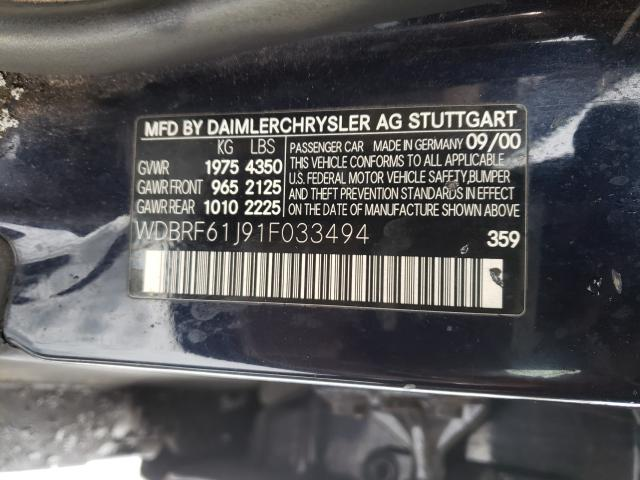 MFD BY DAIMLERCHRYSLER AG STUTTGART
KG LBS
GVWR 1975 4350
GAWR FRONT 965 2125
GAWR REAR 1010 2225
PASSENGER CAR MADE IN GERMANY 09/00
THIS VEHICLE CONFORMS TO ALL APPLICABLE
U.S. FEDERAL MOTOR VEHICLE SAFETY,BUMPER
AND THEFT PREVENTION STANDARDS IN EFFECT
ON THE DATE OF MANUFACTURE SHOWN ABOVE
WDBRF61J91F033494
359